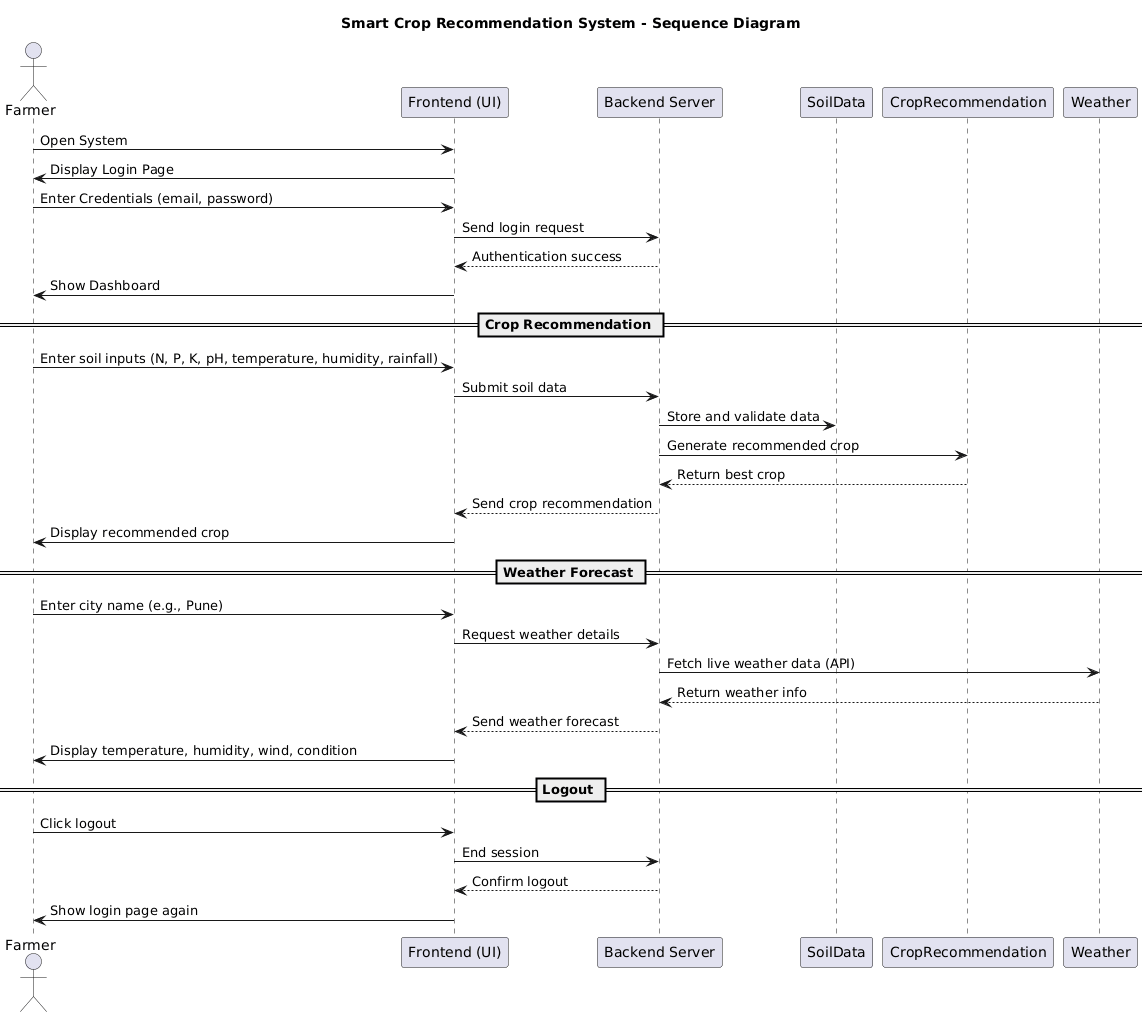 Smart Crop Recommendation System - Sequence Diagram
Farmer
Frontend (UI)
Backend Server
SoilData
CropRecommendation
Weather
Open System
Display Login Page
Enter Credentials (email, password)
Send login request
Authentication success
Show Dashboard
Crop Recommendation
Enter soil inputs (N, P, K, pH, temperature, humidity, rainfall)
Submit soil data
Store and validate data
Generate recommended crop
Return best crop
Send crop recommendation
Display recommended crop
Weather Forecast
Enter city name (e.g., Pune)
Request weather details
Fetch live weather data (API)
Return weather info
Send weather forecast
Display temperature, humidity, wind, condition
Logout
Click logout
End session
Confirm logout
Show login page again
Farmer
Frontend (UI)
Backend Server
SoilData
CropRecommendation
Weather